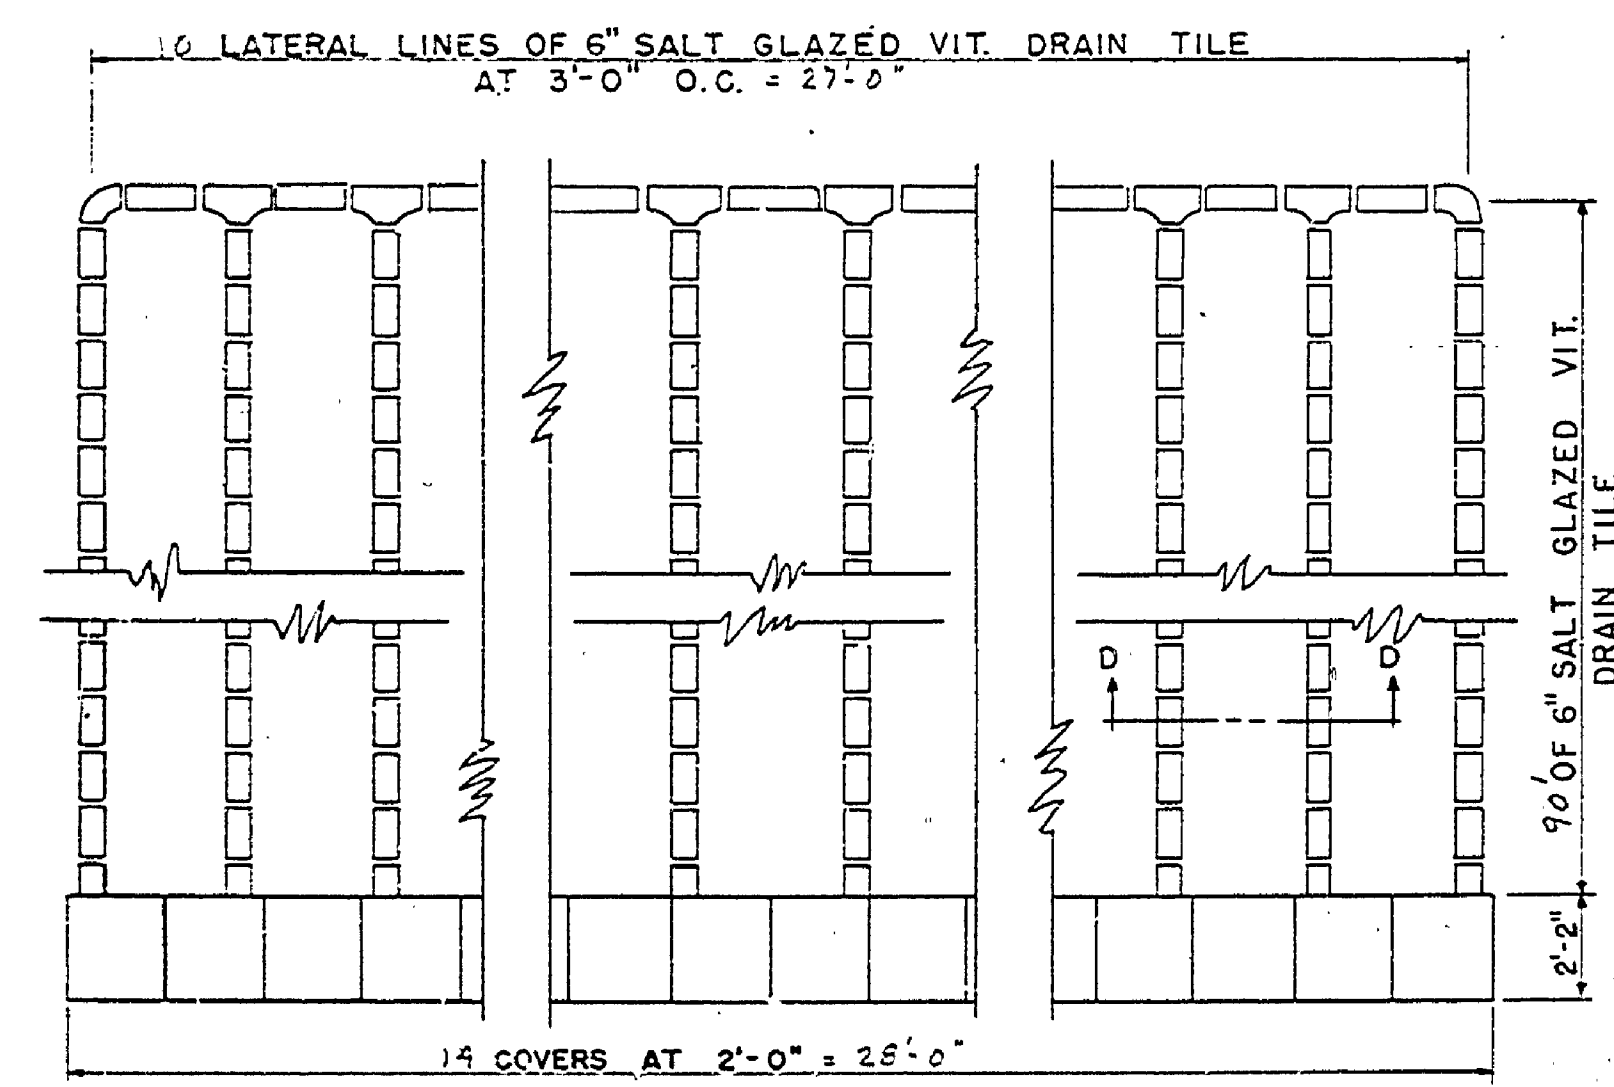 10 LATERAL LINES OF 6" SALT GLAZED VIT. DRAIN TILE
AT 3'-0" O.C. = 27'-0"
90' OF 6" SALT GLAZED VIT.
DRAIN TILE
D D
2'-2"
14 COVERS AT 2'-0" = 28'-0"